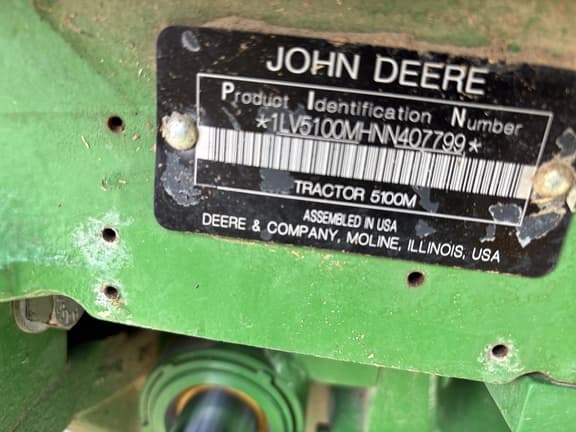 JOHN DEERE
Product Identification Number
*1LV5100MHNN407799*
TRACTOR 5100M
ASSEMBLED IN USA
DEERE & COMPANY, MOLINE, ILLINOIS, USA